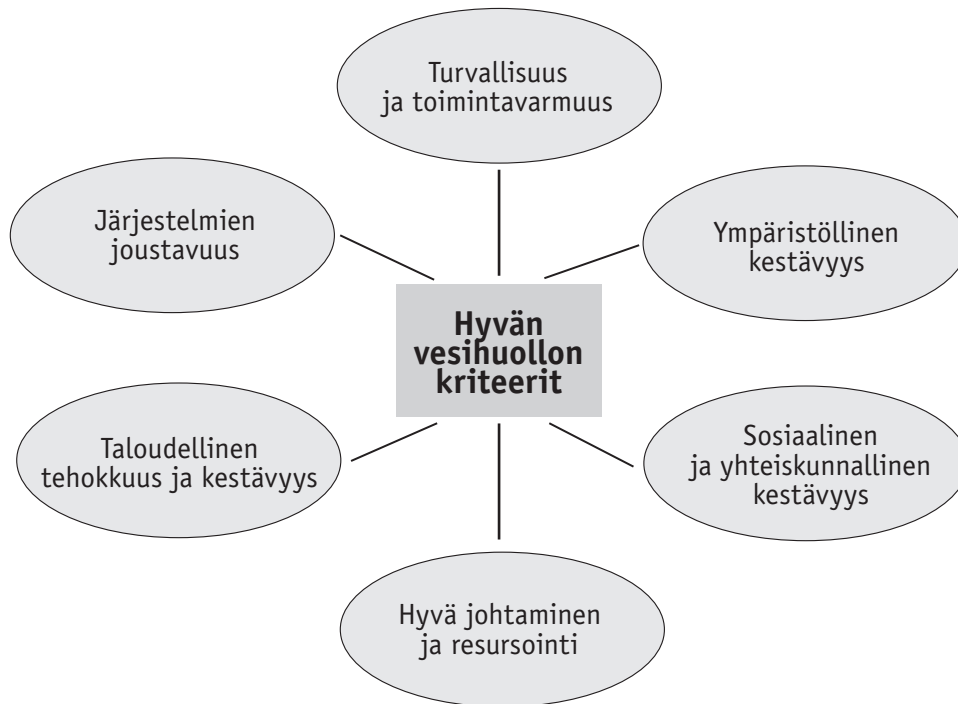 Turvallisuus
ja toimintavarmuus
Järjestelmien
joustavuus
Ympäristöllinen
kestävyys
Hyvän
vesihuollon
kriteerit
Taloudellinen
tehokkuus ja kestävyys
Sosiaalinen
ja yhteiskunnallinen
kestävyys
Hyvä johtaminen
ja resursointi